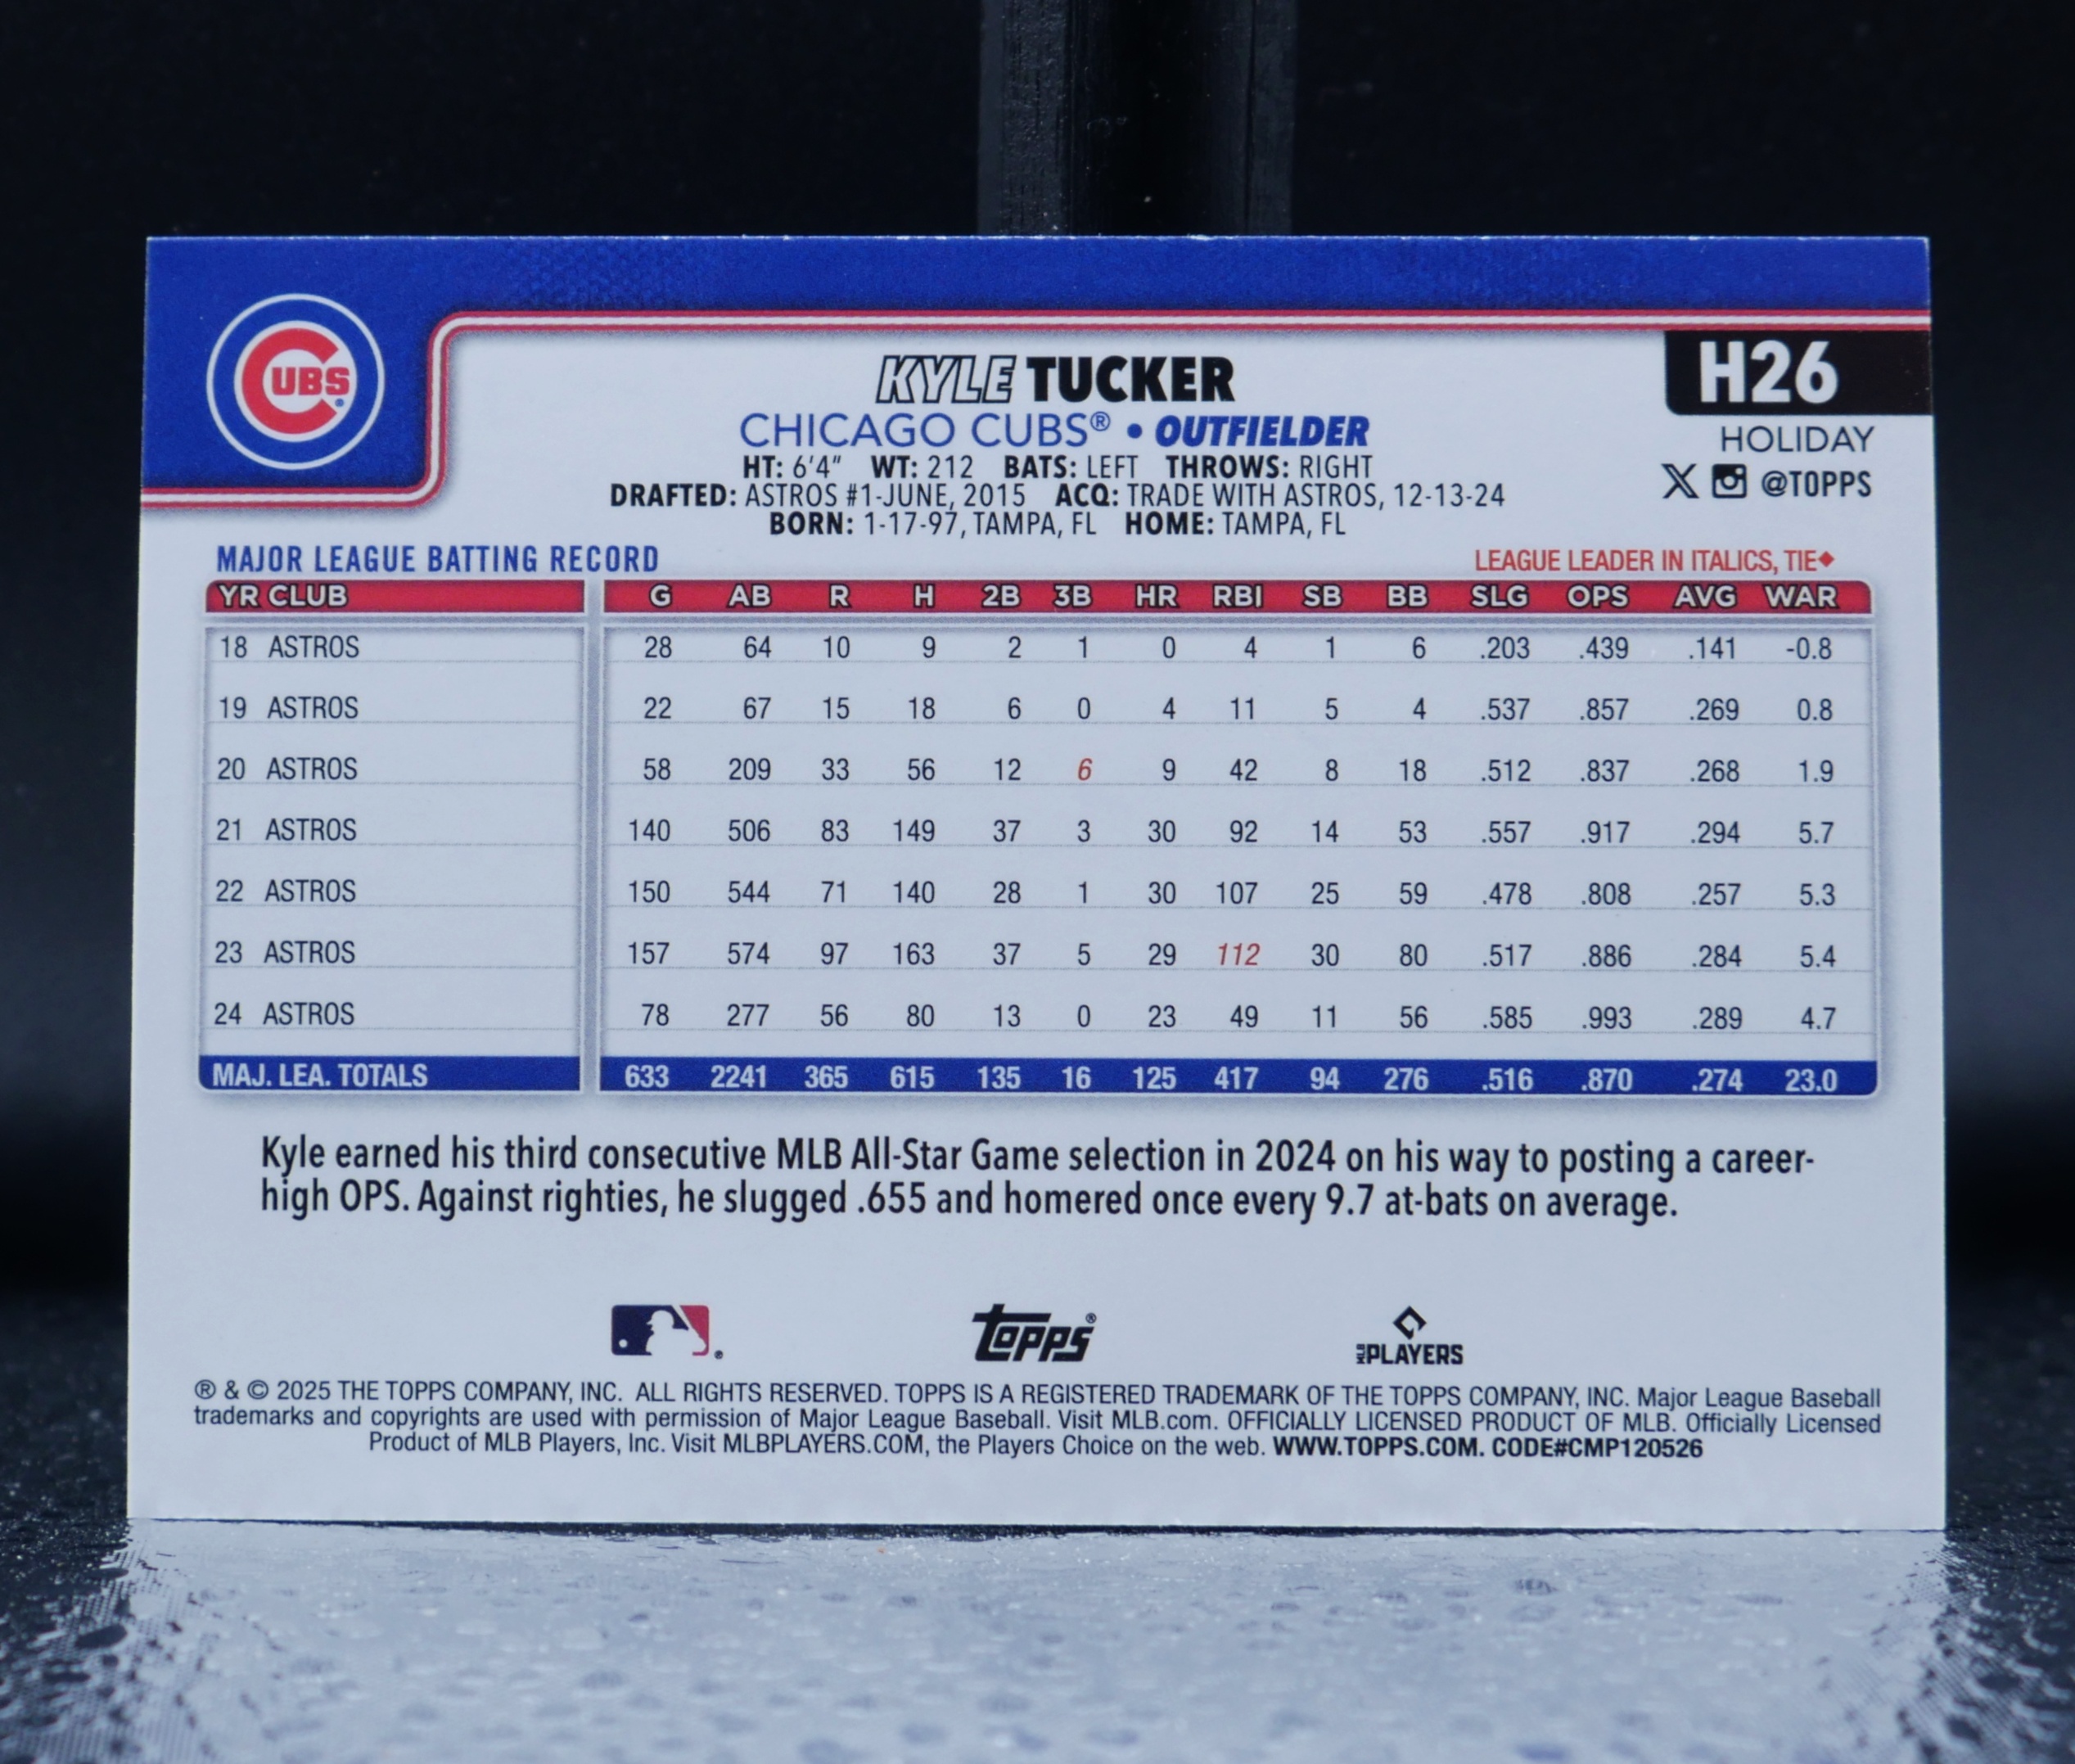 CUBS
KYLE TUCKER
H26
CHICAGO CUBS® • OUTFIELDER
HOLIDAY
HT: 6'4" WT: 212 BATS: LEFT THROWS: RIGHT
X @TOPPS
DRAFTED: ASTROS #1-JUNE, 2015 ACQ: TRADE WITH ASTROS, 12-13-24
BORN: 1-17-97, TAMPA, FL HOME: TAMPA, FL
MAJOR LEAGUE BATTING RECORD LEAGUE LEADER IN ITALICS, TIE◆
YR CLUB G AB R H 2B 3B HR RBI SB BB SLG OPS AVG WAR
18 ASTROS 28 64 10 9 2 1 0 4 1 6 .203 .439 .141 -0.8
19 ASTROS 22 67 15 18 6 0 4 11 5 4 .537 .857 .269 0.8
20 ASTROS 58 209 33 56 12 6 9 42 8 18 .512 .837 .268 1.9
21 ASTROS 140 506 83 149 37 3 30 92 14 53 .557 .917 .294 5.7
22 ASTROS 150 544 71 140 28 1 30 107 25 59 .478 .808 .257 5.3
23 ASTROS 157 574 97 163 37 5 29 112 30 80 .517 .886 .284 5.4
24 ASTROS 78 277 56 80 13 0 23 49 11 56 .585 .993 .289 4.7
MAJ. LEA. TOTALS 633 2241 365 615 135 16 125 417 94 276 .516 .870 .274 23.0
Kyle earned his third consecutive MLB All-Star Game selection in 2024 on his way to posting a career-
high OPS. Against righties, he slugged .655 and homered once every 9.7 at-bats on average.
Topps® MLB PLAYERS
® & © 2025 THE TOPPS COMPANY, INC. ALL RIGHTS RESERVED. TOPPS IS A REGISTERED TRADEMARK OF THE TOPPS COMPANY, INC. Major League Baseball
trademarks and copyrights are used with permission of Major League Baseball. Visit MLB.com. OFFICIALLY LICENSED PRODUCT OF MLB. Officially Licensed
Product of MLB Players, Inc. Visit MLBPLAYERS.COM, the Players Choice on the web. WWW.TOPPS.COM. CODE#CMP120526